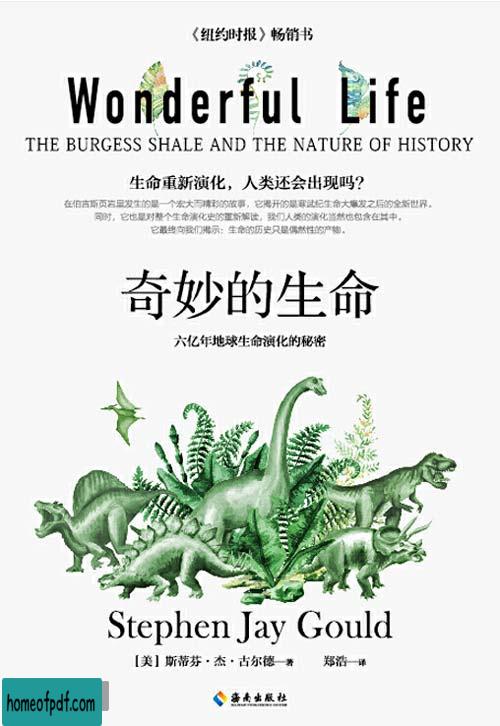 《纽约时报》畅销书
Wonderful Life
THE BURGESS SHALE AND THE NATURE OF HISTORY
生命重新演化，人类还会出现吗？
在伯吉斯页岩里发生的是一个宏大而精彩的故事，它揭开的是寒武纪生命大爆发之后的全新世界。
同时，它也是对整个生命演化史的重新解读，我们人类的演化当然也包含在其中。
它最终向我们揭示：生命的历史只是偶然性的产物。
奇妙的生命
六亿年地球生命演化的秘密
Stephen Jay Gould
［美］斯蒂芬·杰·古尔德—著 郑浩—译
海南出版社
homeofpdf.com